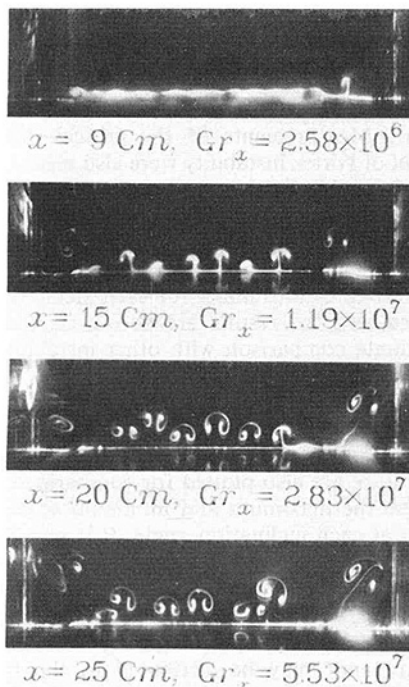 x = 9 Cm, Gr_x = 2.58×10^6
x = 15 Cm, Gr_x = 1.19×10^7
x = 20 Cm, Gr_x = 2.83×10^7
x = 25 Cm, Gr_x = 5.53×10^7